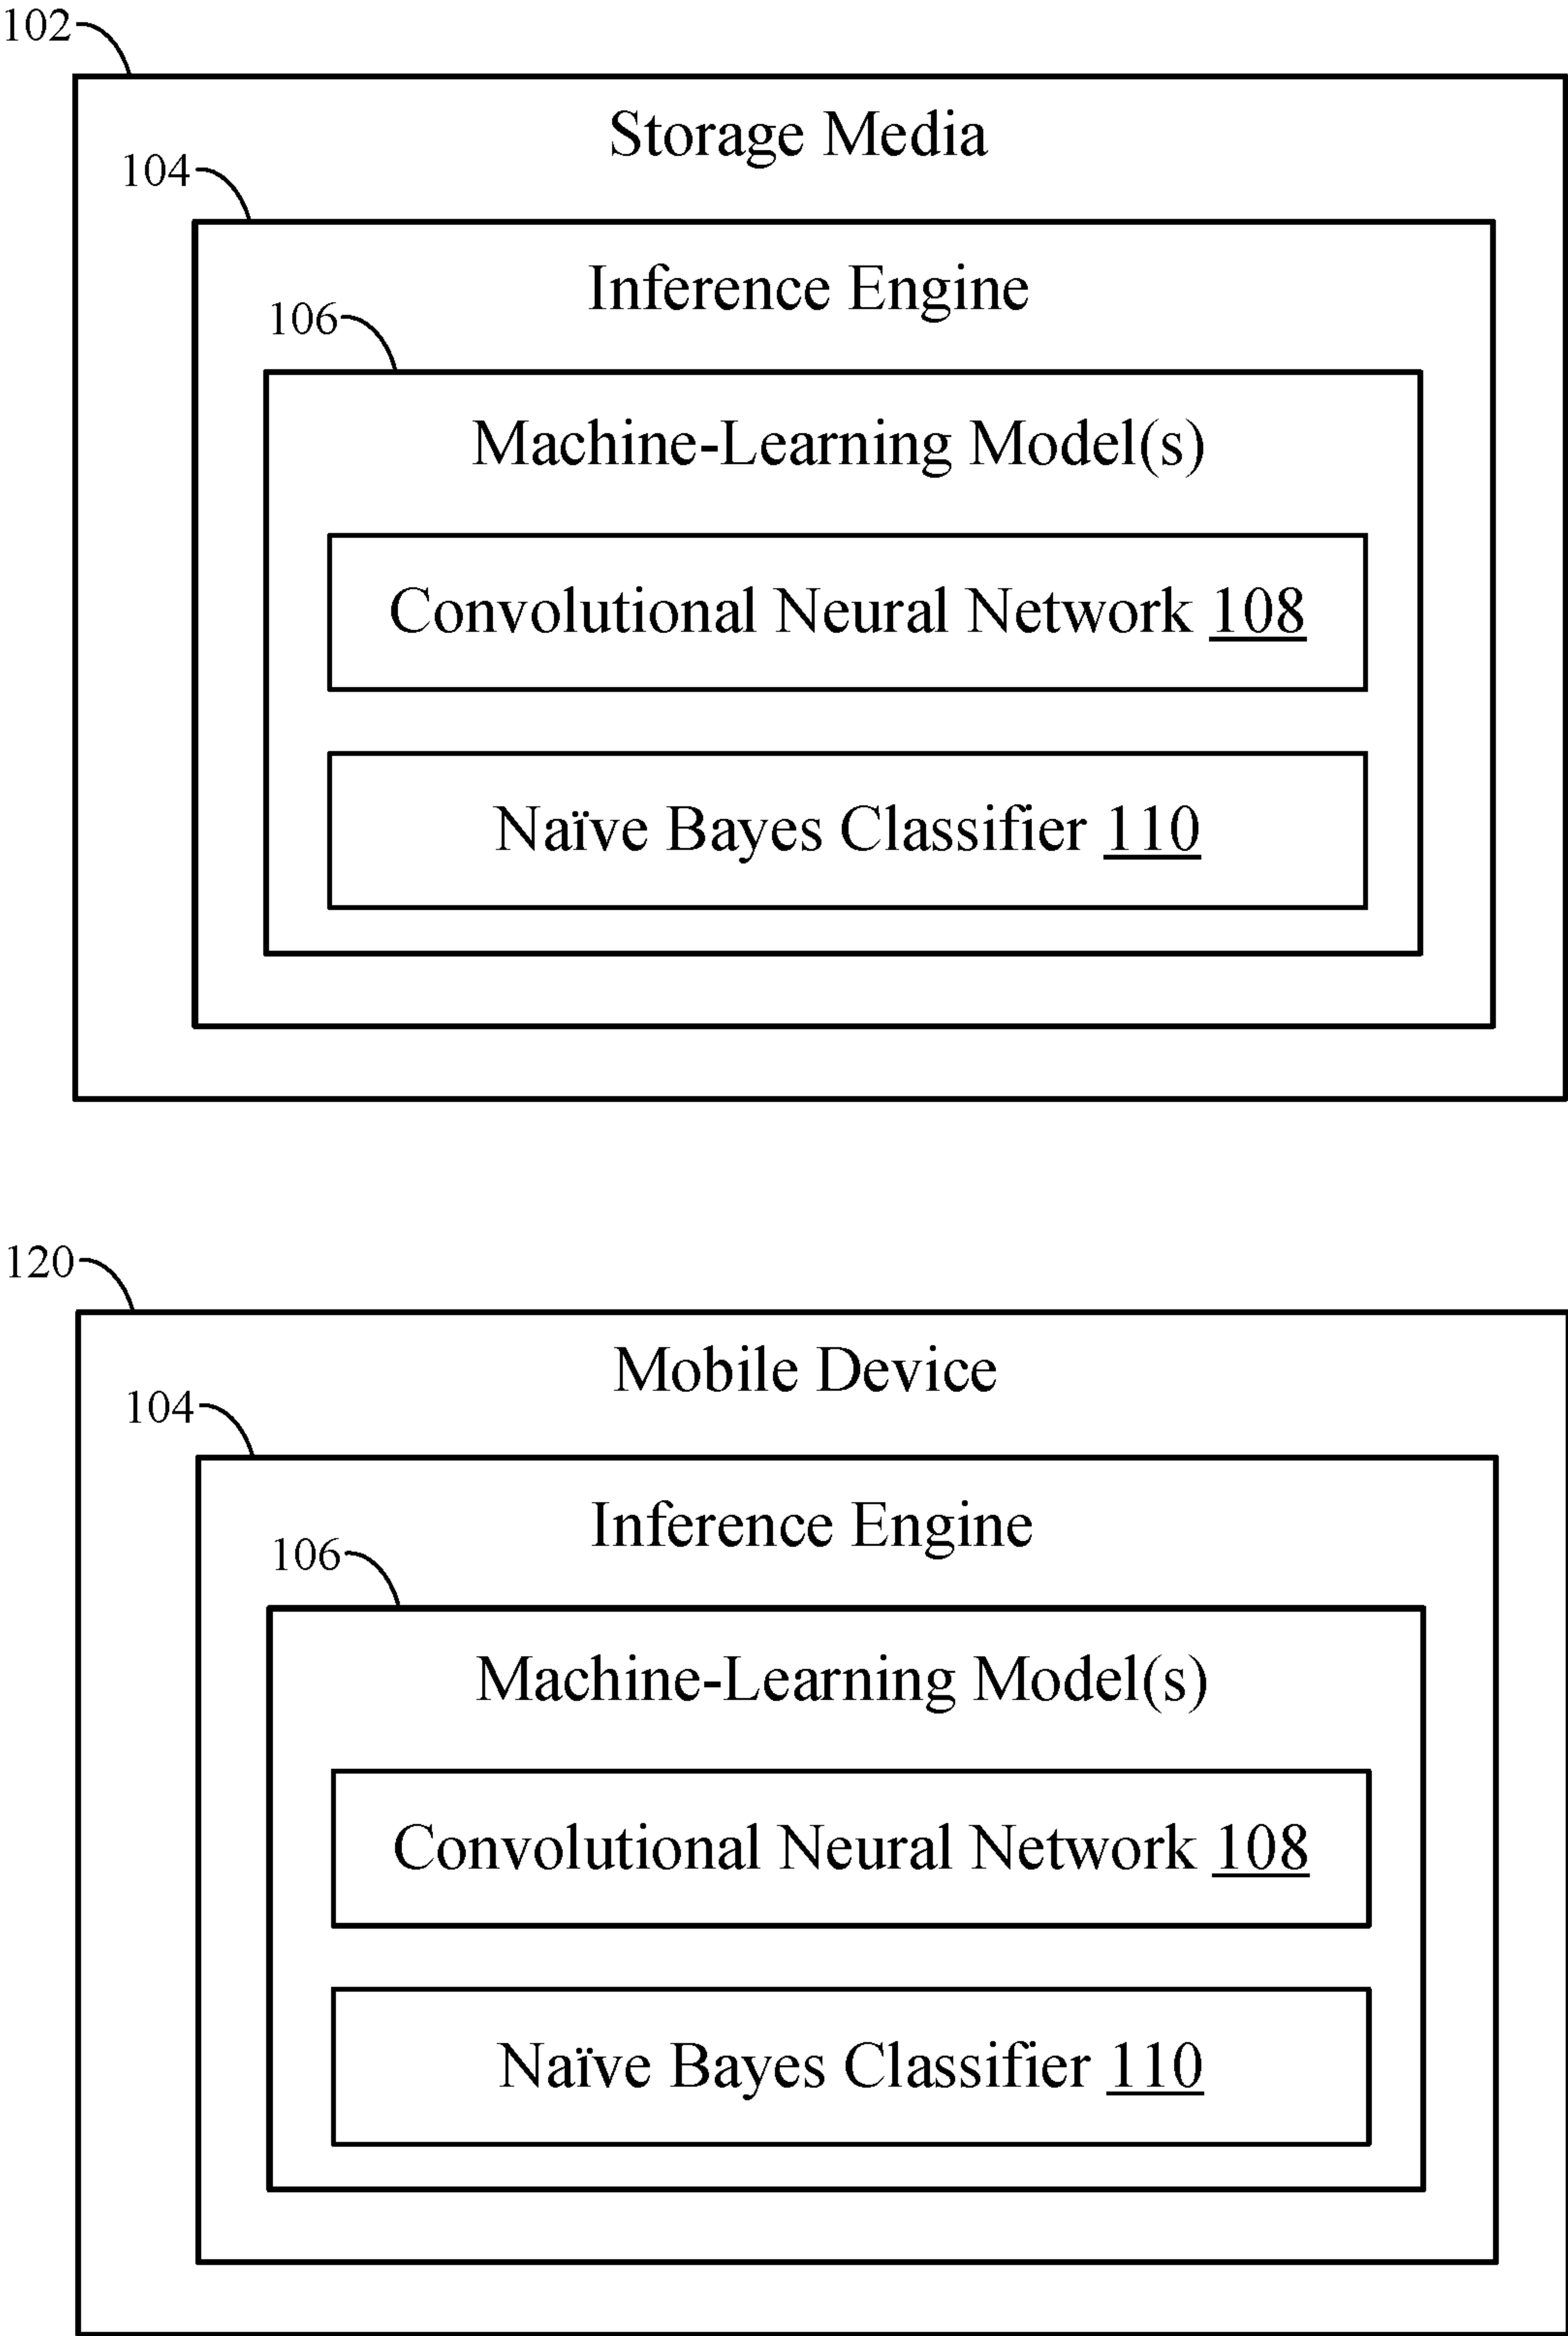 102
Storage Media
104
Inference Engine
106
Machine-Learning Model(s)
Convolutional Neural Network 108
Naïve Bayes Classifier 110
120
Mobile Device
104
Inference Engine
106
Machine-Learning Model(s)
Convolutional Neural Network 108
Naïve Bayes Classifier 110